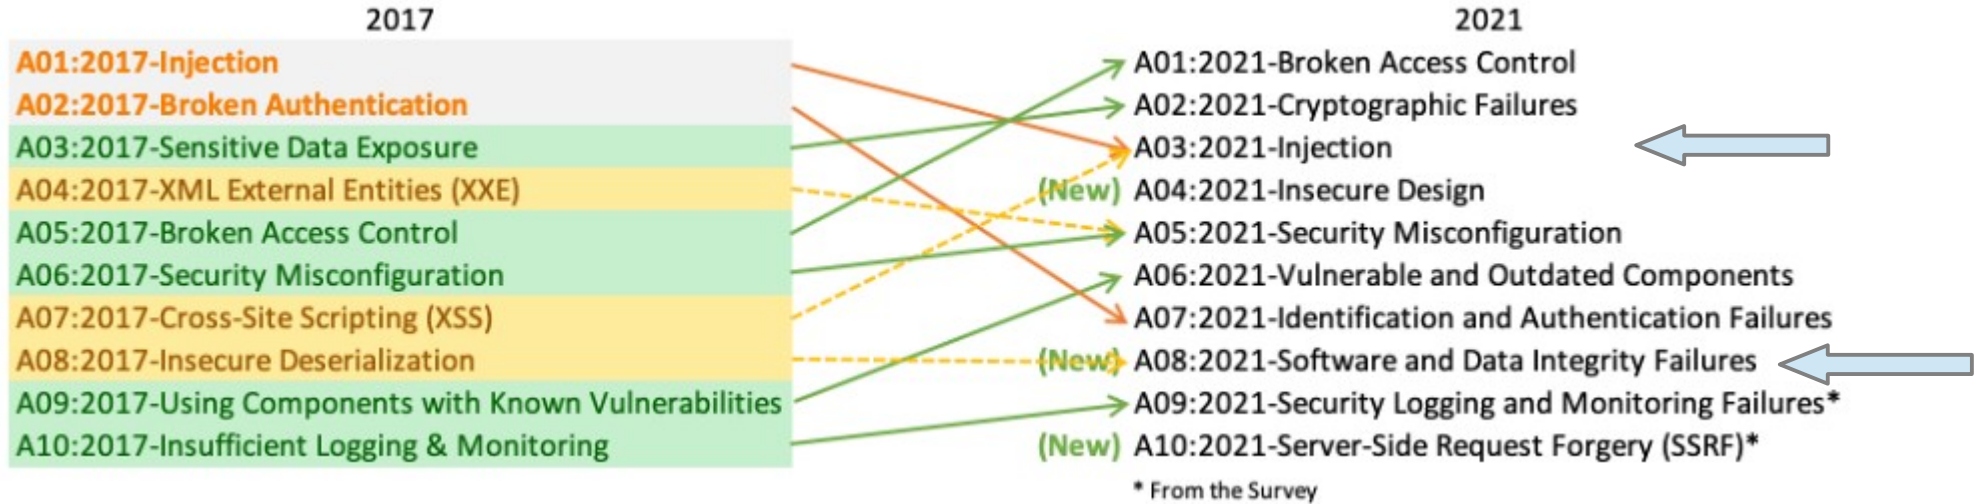 2017
A01:2017-Injection
A02:2017-Broken Authentication
A03:2017-Sensitive Data Exposure
A04:2017-XML External Entities (XXE)
A05:2017-Broken Access Control
A06:2017-Security Misconfiguration
A07:2017-Cross-Site Scripting (XSS)
A08:2017-Insecure Deserialization
A09:2017-Using Components with Known Vulnerabilities
A10:2017-Insufficient Logging & Monitoring
2021
A01:2021-Broken Access Control
A02:2021-Cryptographic Failures
A03:2021-Injection
(New) A04:2021-Insecure Design
A05:2021-Security Misconfiguration
A06:2021-Vulnerable and Outdated Components
A07:2021-Identification and Authentication Failures
(New) A08:2021-Software and Data Integrity Failures
A09:2021-Security Logging and Monitoring Failures*
(New) A10:2021-Server-Side Request Forgery (SSRF)*
* From the Survey